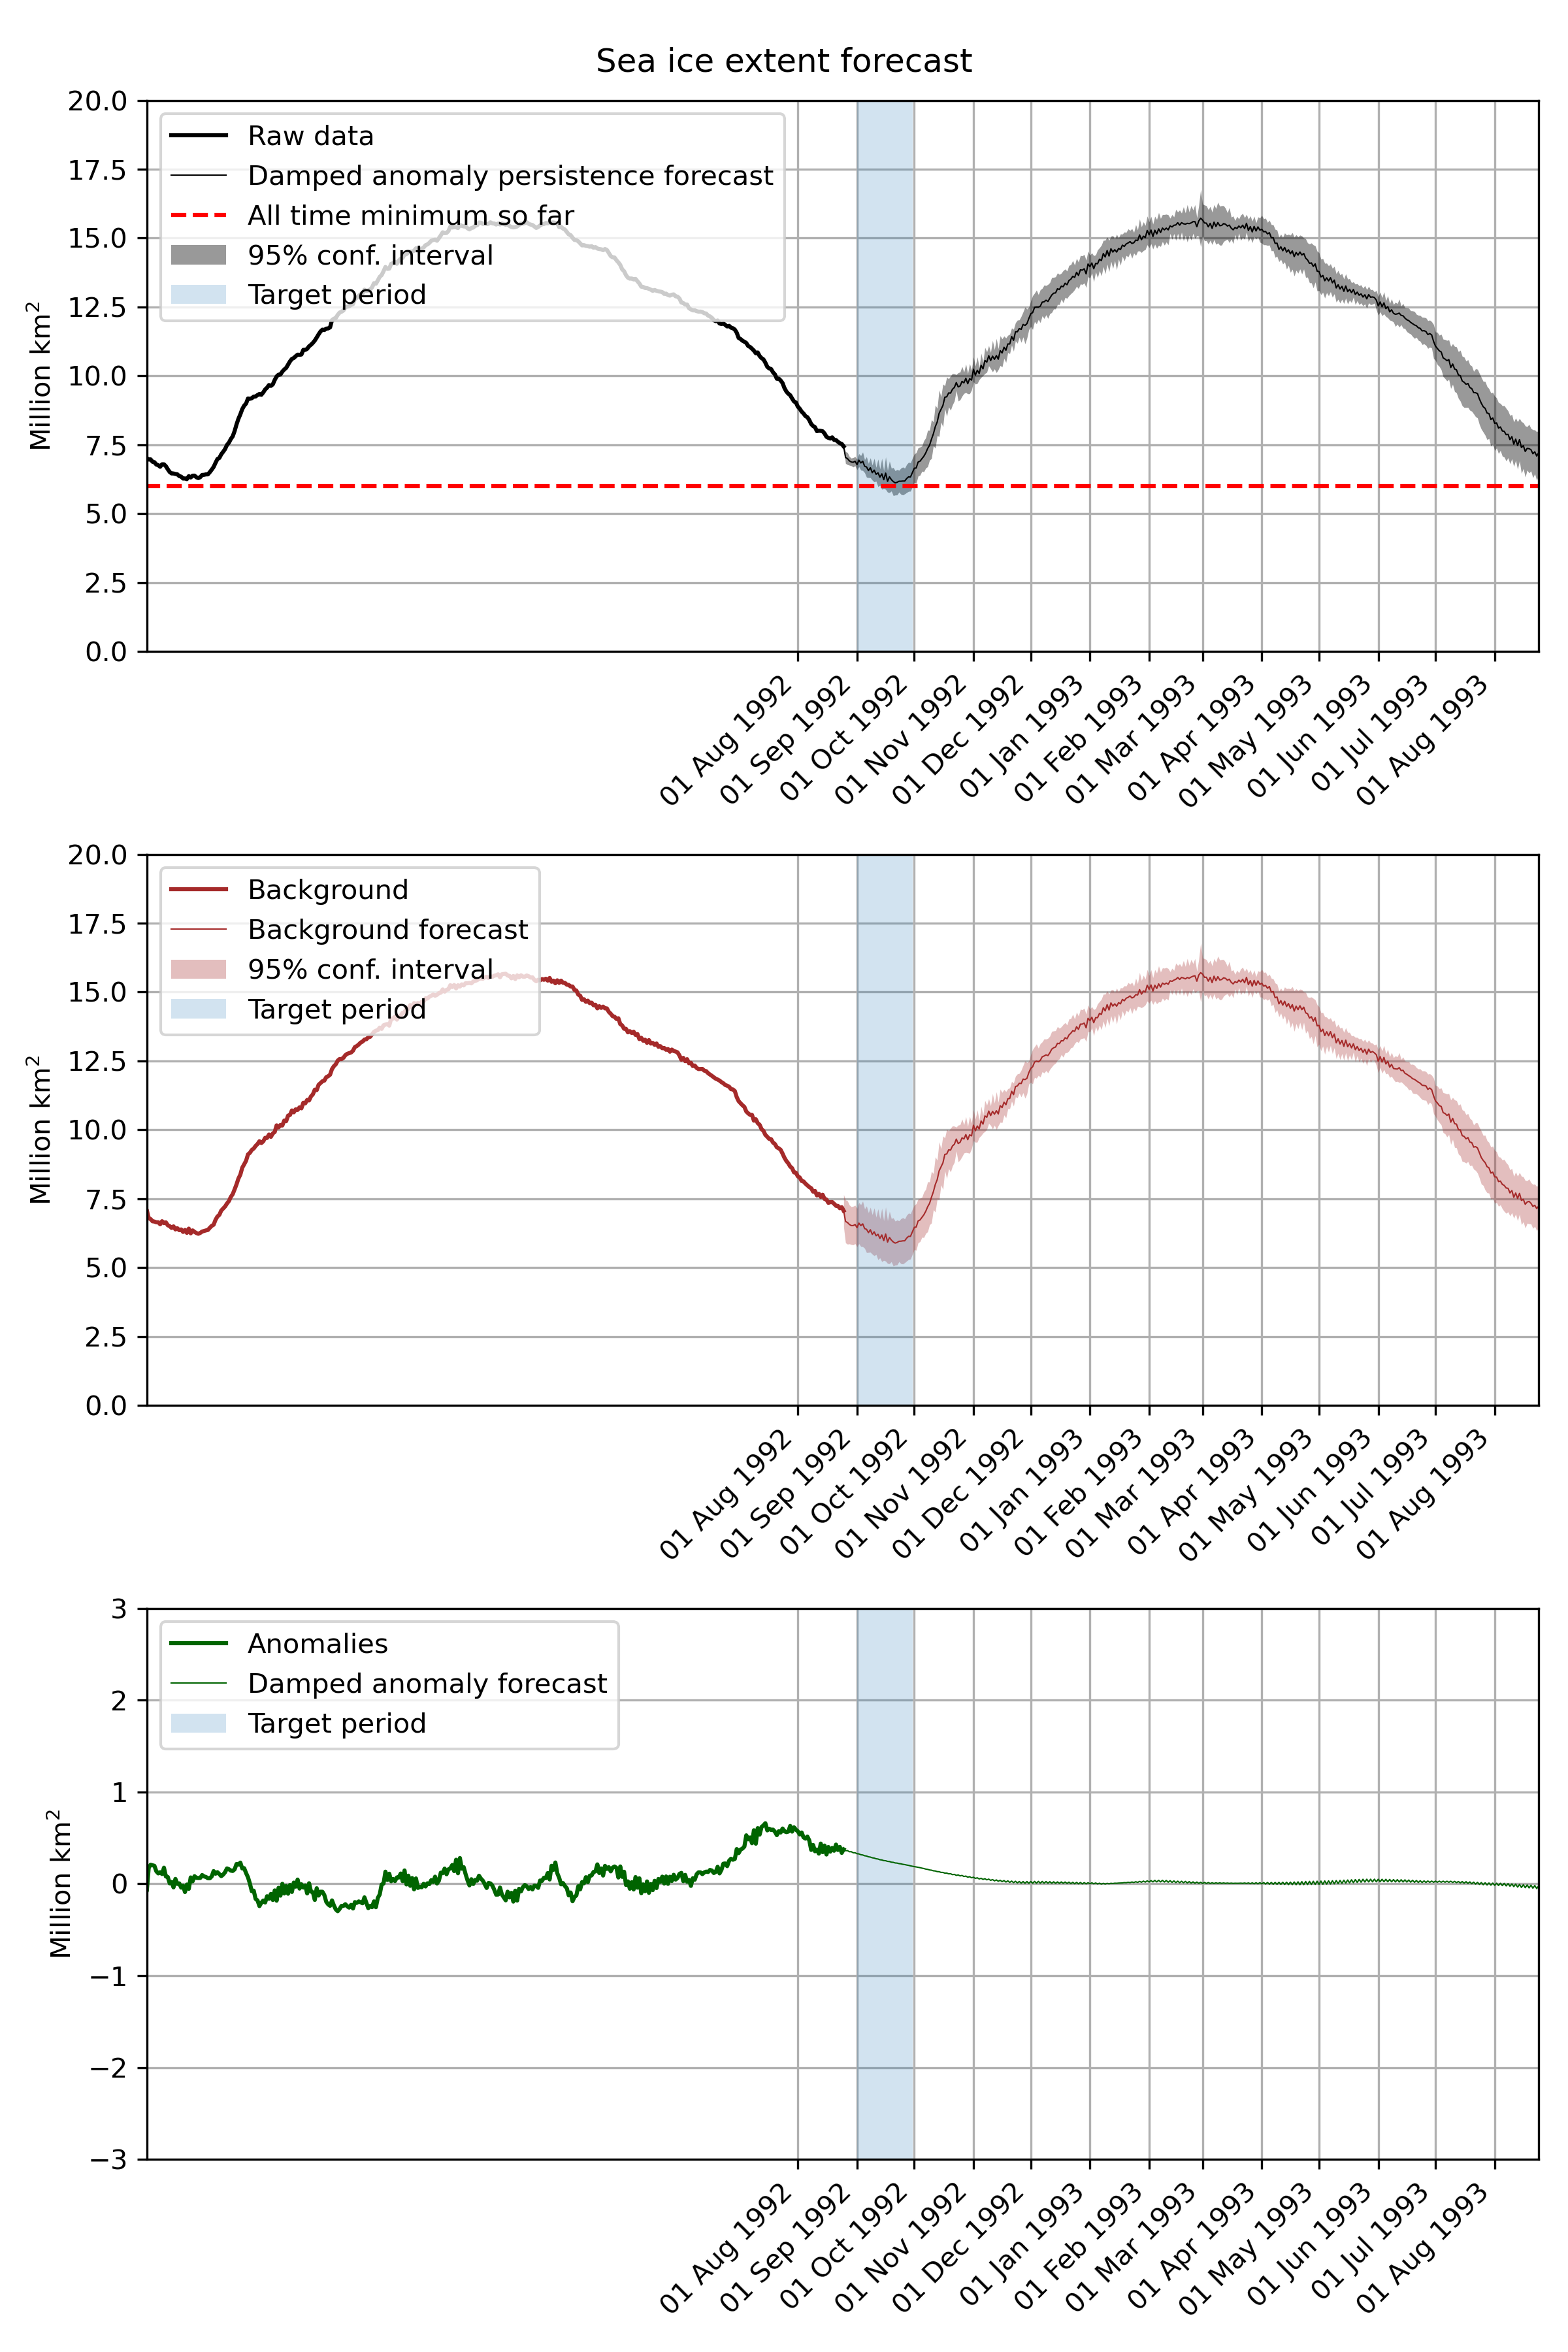 Sea ice extent forecast
20.0
17.5
15.0
12.5
10.0
7.5
5.0
2.5
0.0
Million km²
Raw data
Damped anomaly persistence forecast
All time minimum so far
95% conf. interval
Target period
01 Aug 1992
01 Sep 1992
01 Oct 1992
01 Nov 1992
01 Dec 1992
01 Jan 1993
01 Feb 1993
01 Mar 1993
01 Apr 1993
01 May 1993
01 Jun 1993
01 Jul 1993
01 Aug 1993
20.0
17.5
15.0
12.5
10.0
7.5
5.0
2.5
0.0
Million km²
Background
Background forecast
95% conf. interval
Target period
01 Aug 1992
01 Sep 1992
01 Oct 1992
01 Nov 1992
01 Dec 1992
01 Jan 1993
01 Feb 1993
01 Mar 1993
01 Apr 1993
01 May 1993
01 Jun 1993
01 Jul 1993
01 Aug 1993
3
2
1
0
−1
−2
−3
Million km²
Anomalies
Damped anomaly forecast
Target period
01 Aug 1992
01 Sep 1992
01 Oct 1992
01 Nov 1992
01 Dec 1992
01 Jan 1993
01 Feb 1993
01 Mar 1993
01 Apr 1993
01 May 1993
01 Jun 1993
01 Jul 1993
01 Aug 1993